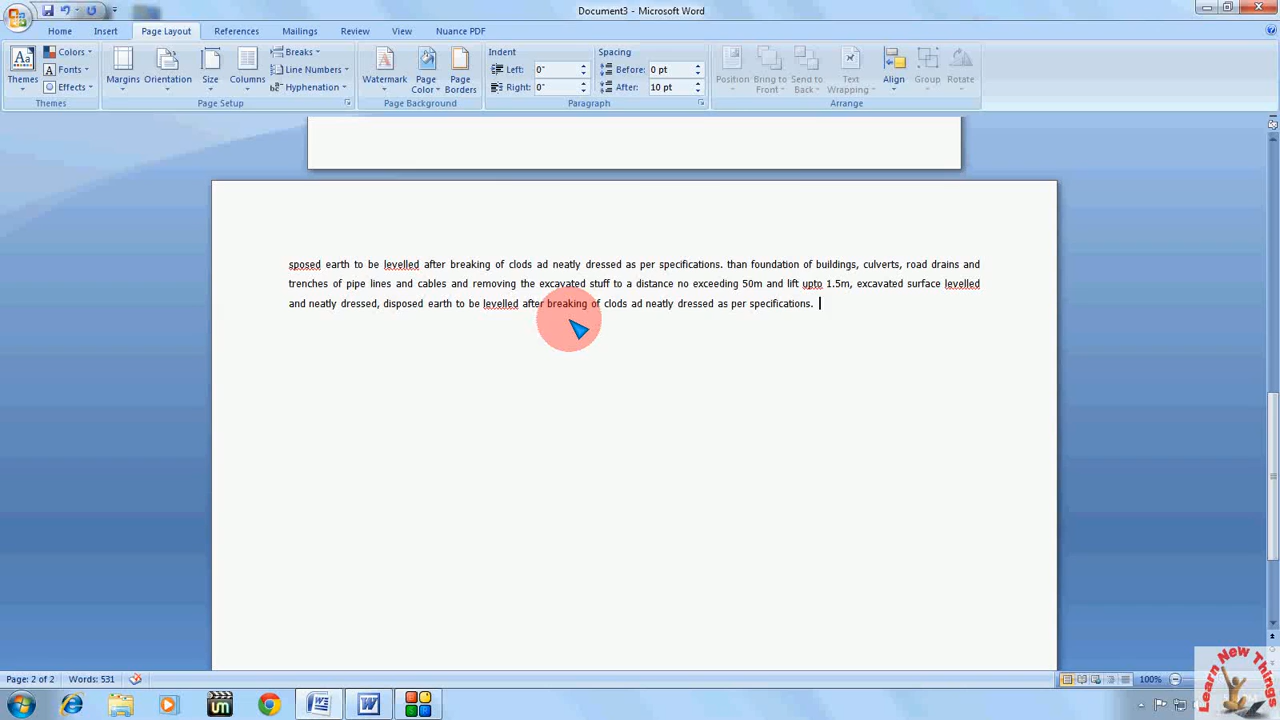 Document3 - Microsoft Word
Home Insert Page Layout References Mailings Review View Nuance PDF
Themes
Colors
Fonts
Effects
Themes
Margins
Orientation
Size
Columns
Breaks
Line Numbers
Hyphenation
Page Setup
Watermark
Page Color
Page Borders
Page Background
Indent
Left: 0"
Right: 0"
Spacing
Before: 0 pt
After: 10 pt
Paragraph
Position
Bring to Front
Send to Back
Text Wrapping
Align
Group
Rotate
Arrange
sposed earth to be levelled after breaking of clods ad neatly dressed as per specifications. than foundation of buildings, culverts, road drains and
trenches of pipe lines and cables and removing the excavated stuff to a distance no exceeding 50m and lift upto 1.5m, excavated surface levelled
and neatly dressed, disposed earth to be levelled after breaking of clods ad neatly dressed as per specifications.
Page: 2 of 2 Words: 531 100%
Learn New Things